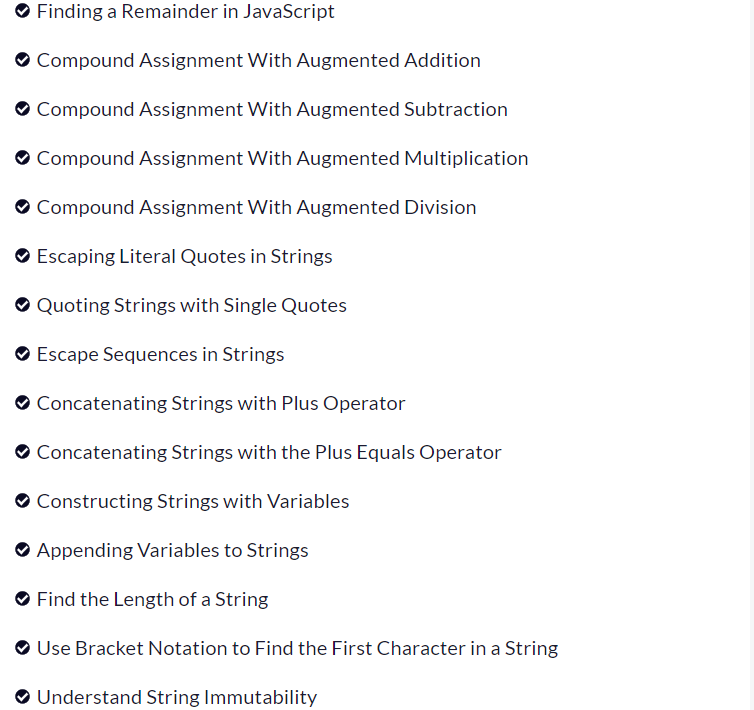 Finding a Remainder in JavaScript
Compound Assignment With Augmented Addition
Compound Assignment With Augmented Subtraction
Compound Assignment With Augmented Multiplication
Compound Assignment With Augmented Division
Escaping Literal Quotes in Strings
Quoting Strings with Single Quotes
Escape Sequences in Strings
Concatenating Strings with Plus Operator
Concatenating Strings with the Plus Equals Operator
Constructing Strings with Variables
Appending Variables to Strings
Find the Length of a String
Use Bracket Notation to Find the First Character in a String
Understand String Immutability